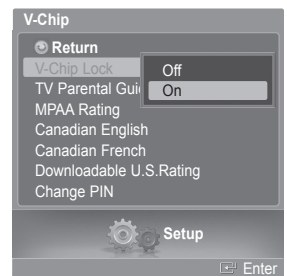 V-Chip
Return
V-Chip Lock
Off
TV Parental Gui
On
MPAA Rating
Canadian English
Canadian French
Downloadable U.S.Rating
Change PIN
Setup
Enter